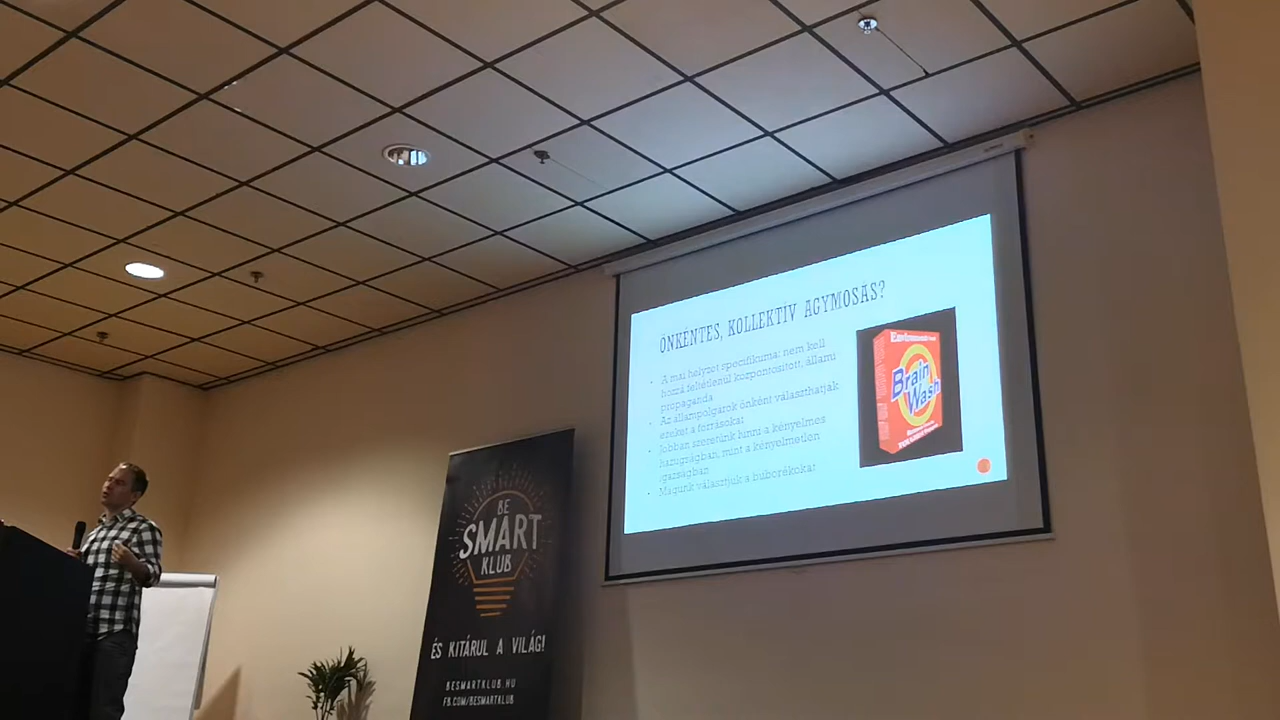 ÖNKÉNTES, KOLLEKTÍV AGYMOSÁS?
• A mai helyzet specifikuma: nem kell
hozzá feltétlenül központosított, állami
propaganda
• Az állampolgárok önként választhatják
ezeket a forrásokat
• Jobban szeretünk hinni a kényelmes
hazugságban, mint a kényelmetlen
igazságban
• Magunk választjuk a buborékokat
Brain
Wash
BE
SMART
KLUB
ÉS KITÁRUL A VILÁG!
BESMARTKLUB.HU
FB.COM/BESMARTKLUB